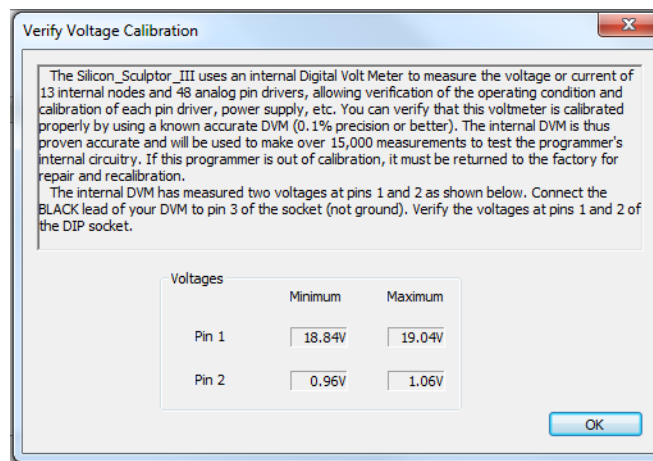 Verify Voltage Calibration
The Silicon_Sculptor_III uses an internal Digital Volt Meter to measure the voltage or current of
13 internal nodes and 48 analog pin drivers, allowing verification of the operating condition and
calibration of each pin driver, power supply, etc. You can verify that this voltmeter is calibrated
properly by using a known accurate DVM (0.1% precision or better). The internal DVM is thus
proven accurate and will be used to make over 15,000 measurements to test the programmer's
internal circuitry. If this programmer is out of calibration, it must be returned to the factory for
repair and recalibration.
The internal DVM has measured two voltages at pins 1 and 2 as shown below. Connect the
BLACK lead of your DVM to pin 3 of the socket (not ground). Verify the voltages at pins 1 and 2 of
the DIP socket.
Voltages
Minimum Maximum
Pin 1 18.84V 19.04V
Pin 2 0.96V 1.06V
OK